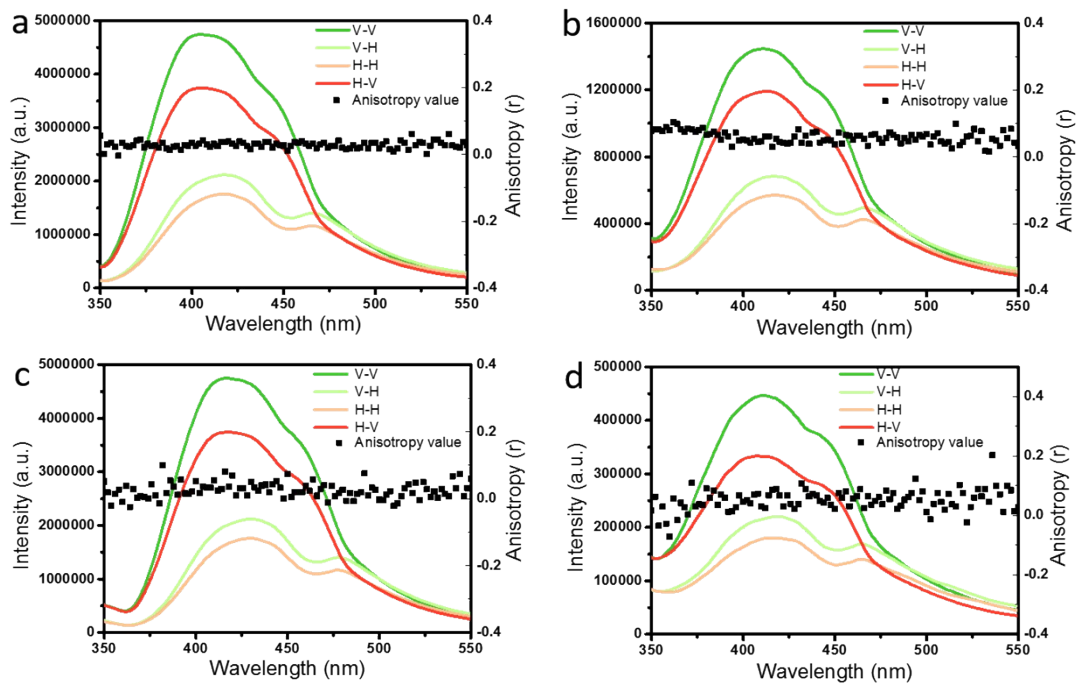 a
5000000
4000000
3000000
2000000
1000000
0
Intensity (a.u.)
V-V
V-H
H-H
H-V
Anisotropy value
0.4
0.2
0.0
-0.2
-0.4
Anisotropy (r)
350 400 450 500 550
Wavelength (nm)
b
1600000
1200000
800000
400000
0
Intensity (a.u.)
V-V
V-H
H-H
H-V
Anisotropy value
0.4
0.2
0.0
-0.2
-0.4
Anisotropy (r)
350 400 450 500 550
Wavelength (nm)
c
5000000
4000000
3000000
2000000
1000000
0
Intensity (a.u.)
V-V
V-H
H-H
H-V
Anisotropy value
0.4
0.2
0.0
-0.2
-0.4
Anisotropy (r)
350 400 450 500 550
Wavelength (nm)
d
500000
400000
300000
200000
100000
0
Intensity (a.u.)
V-V
V-H
H-H
H-V
Anisotropy value
0.4
0.2
0.0
-0.2
-0.4
Anisotropy (r)
350 400 450 500 550
Wavelength (nm)